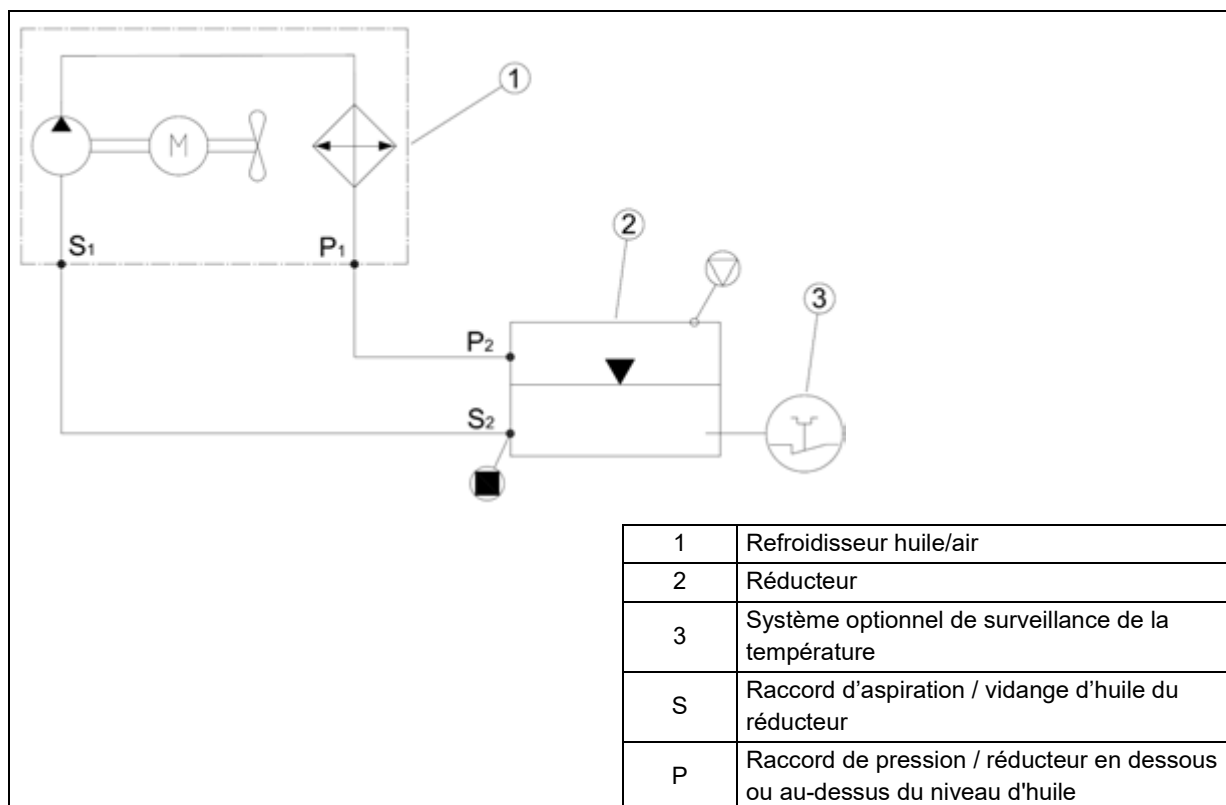 1
M
S1
P1
2
3
P2
S2
1 Refroidisseur huile/air
2 Réducteur
3 Système optionnel de surveillance de la
température
S Raccord d’aspiration / vidange d’huile du
réducteur
P Raccord de pression / réducteur en dessous
ou au-dessus du niveau d'huile